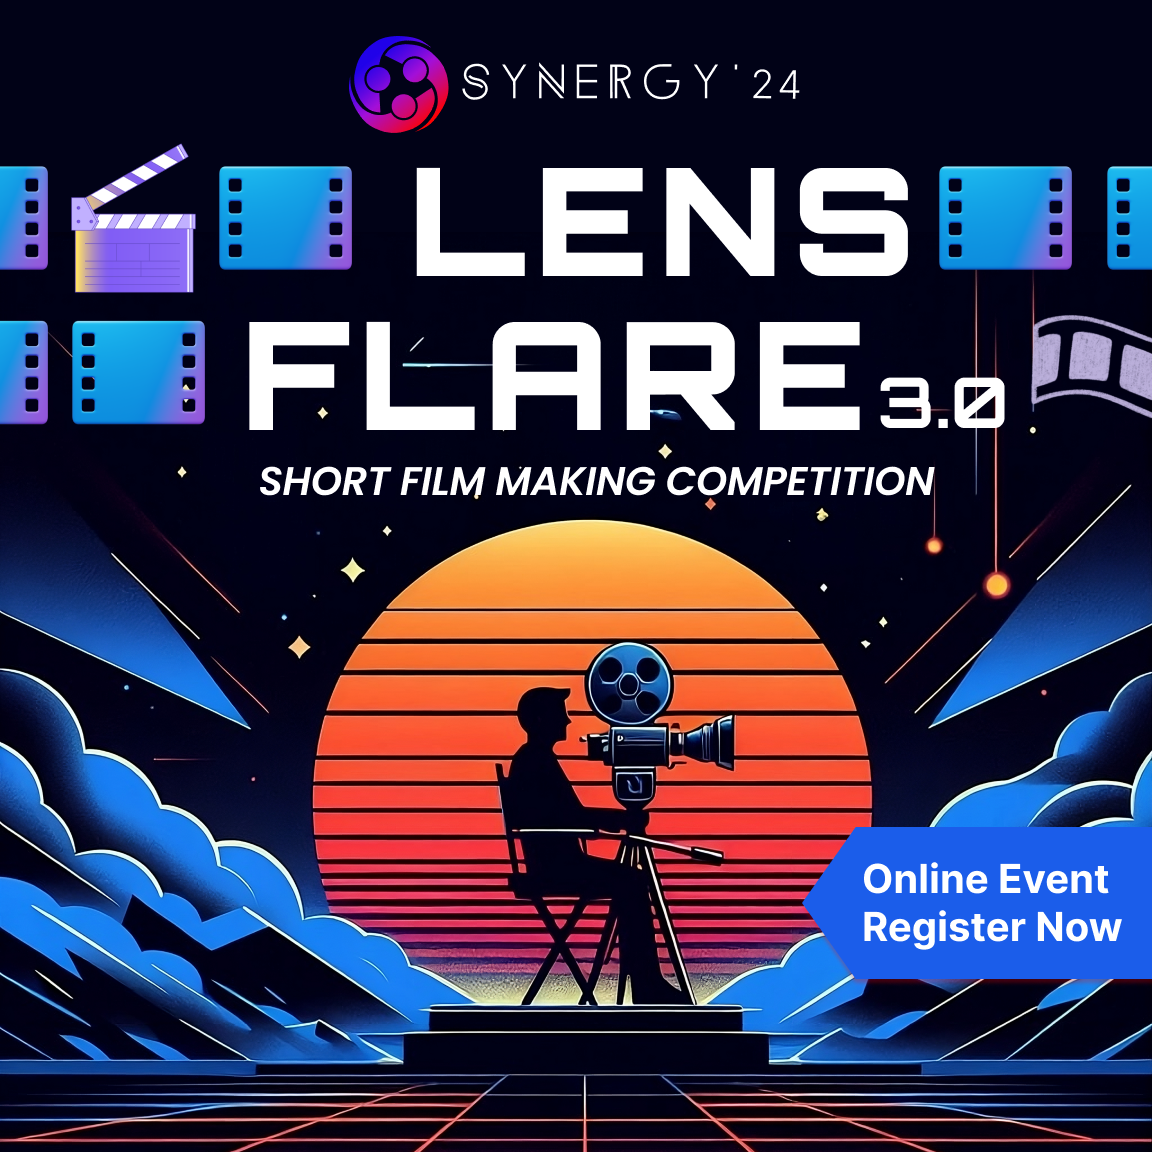 SYNERGY'24
LENS
FLARE 3.0
SHORT FILM MAKING COMPETITION
Online Event
Register Now